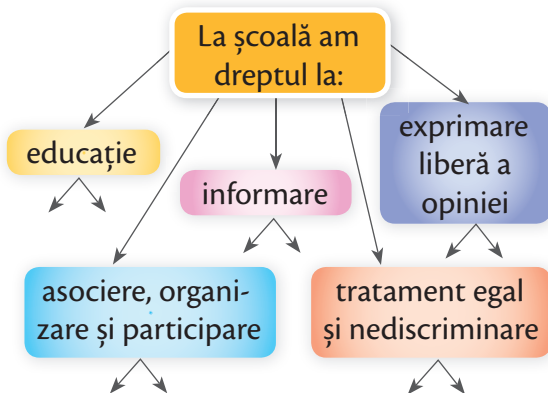 La școală am
dreptul la:
educație
informare
exprimare
liberă a
opiniei
asociere, organi-
zare și participare
tratament egal
și nediscriminare